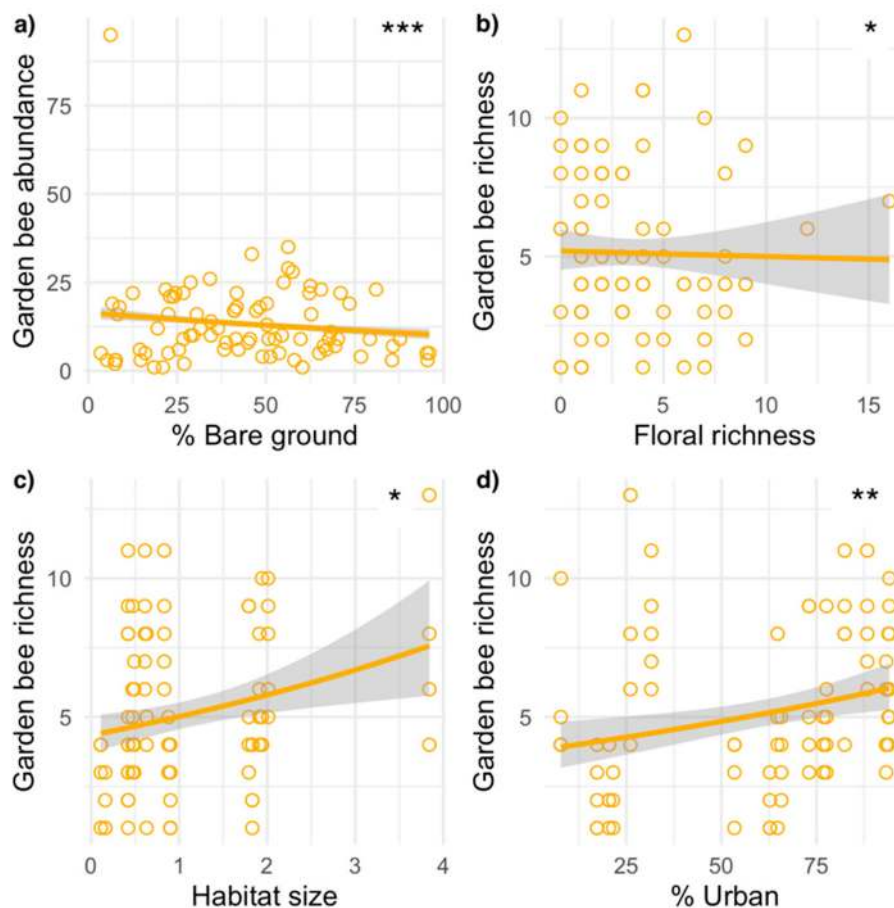 a)
***
Garden bee abundance
75
50
25
0
0 25 50 75 100
% Bare ground
b)
*
Garden bee richness
10
5
0 5 10 15
Floral richness
c)
*
Garden bee richness
10
5
0 1 2 3 4
Habitat size
d)
**
Garden bee richness
10
5
25 50 75
% Urban